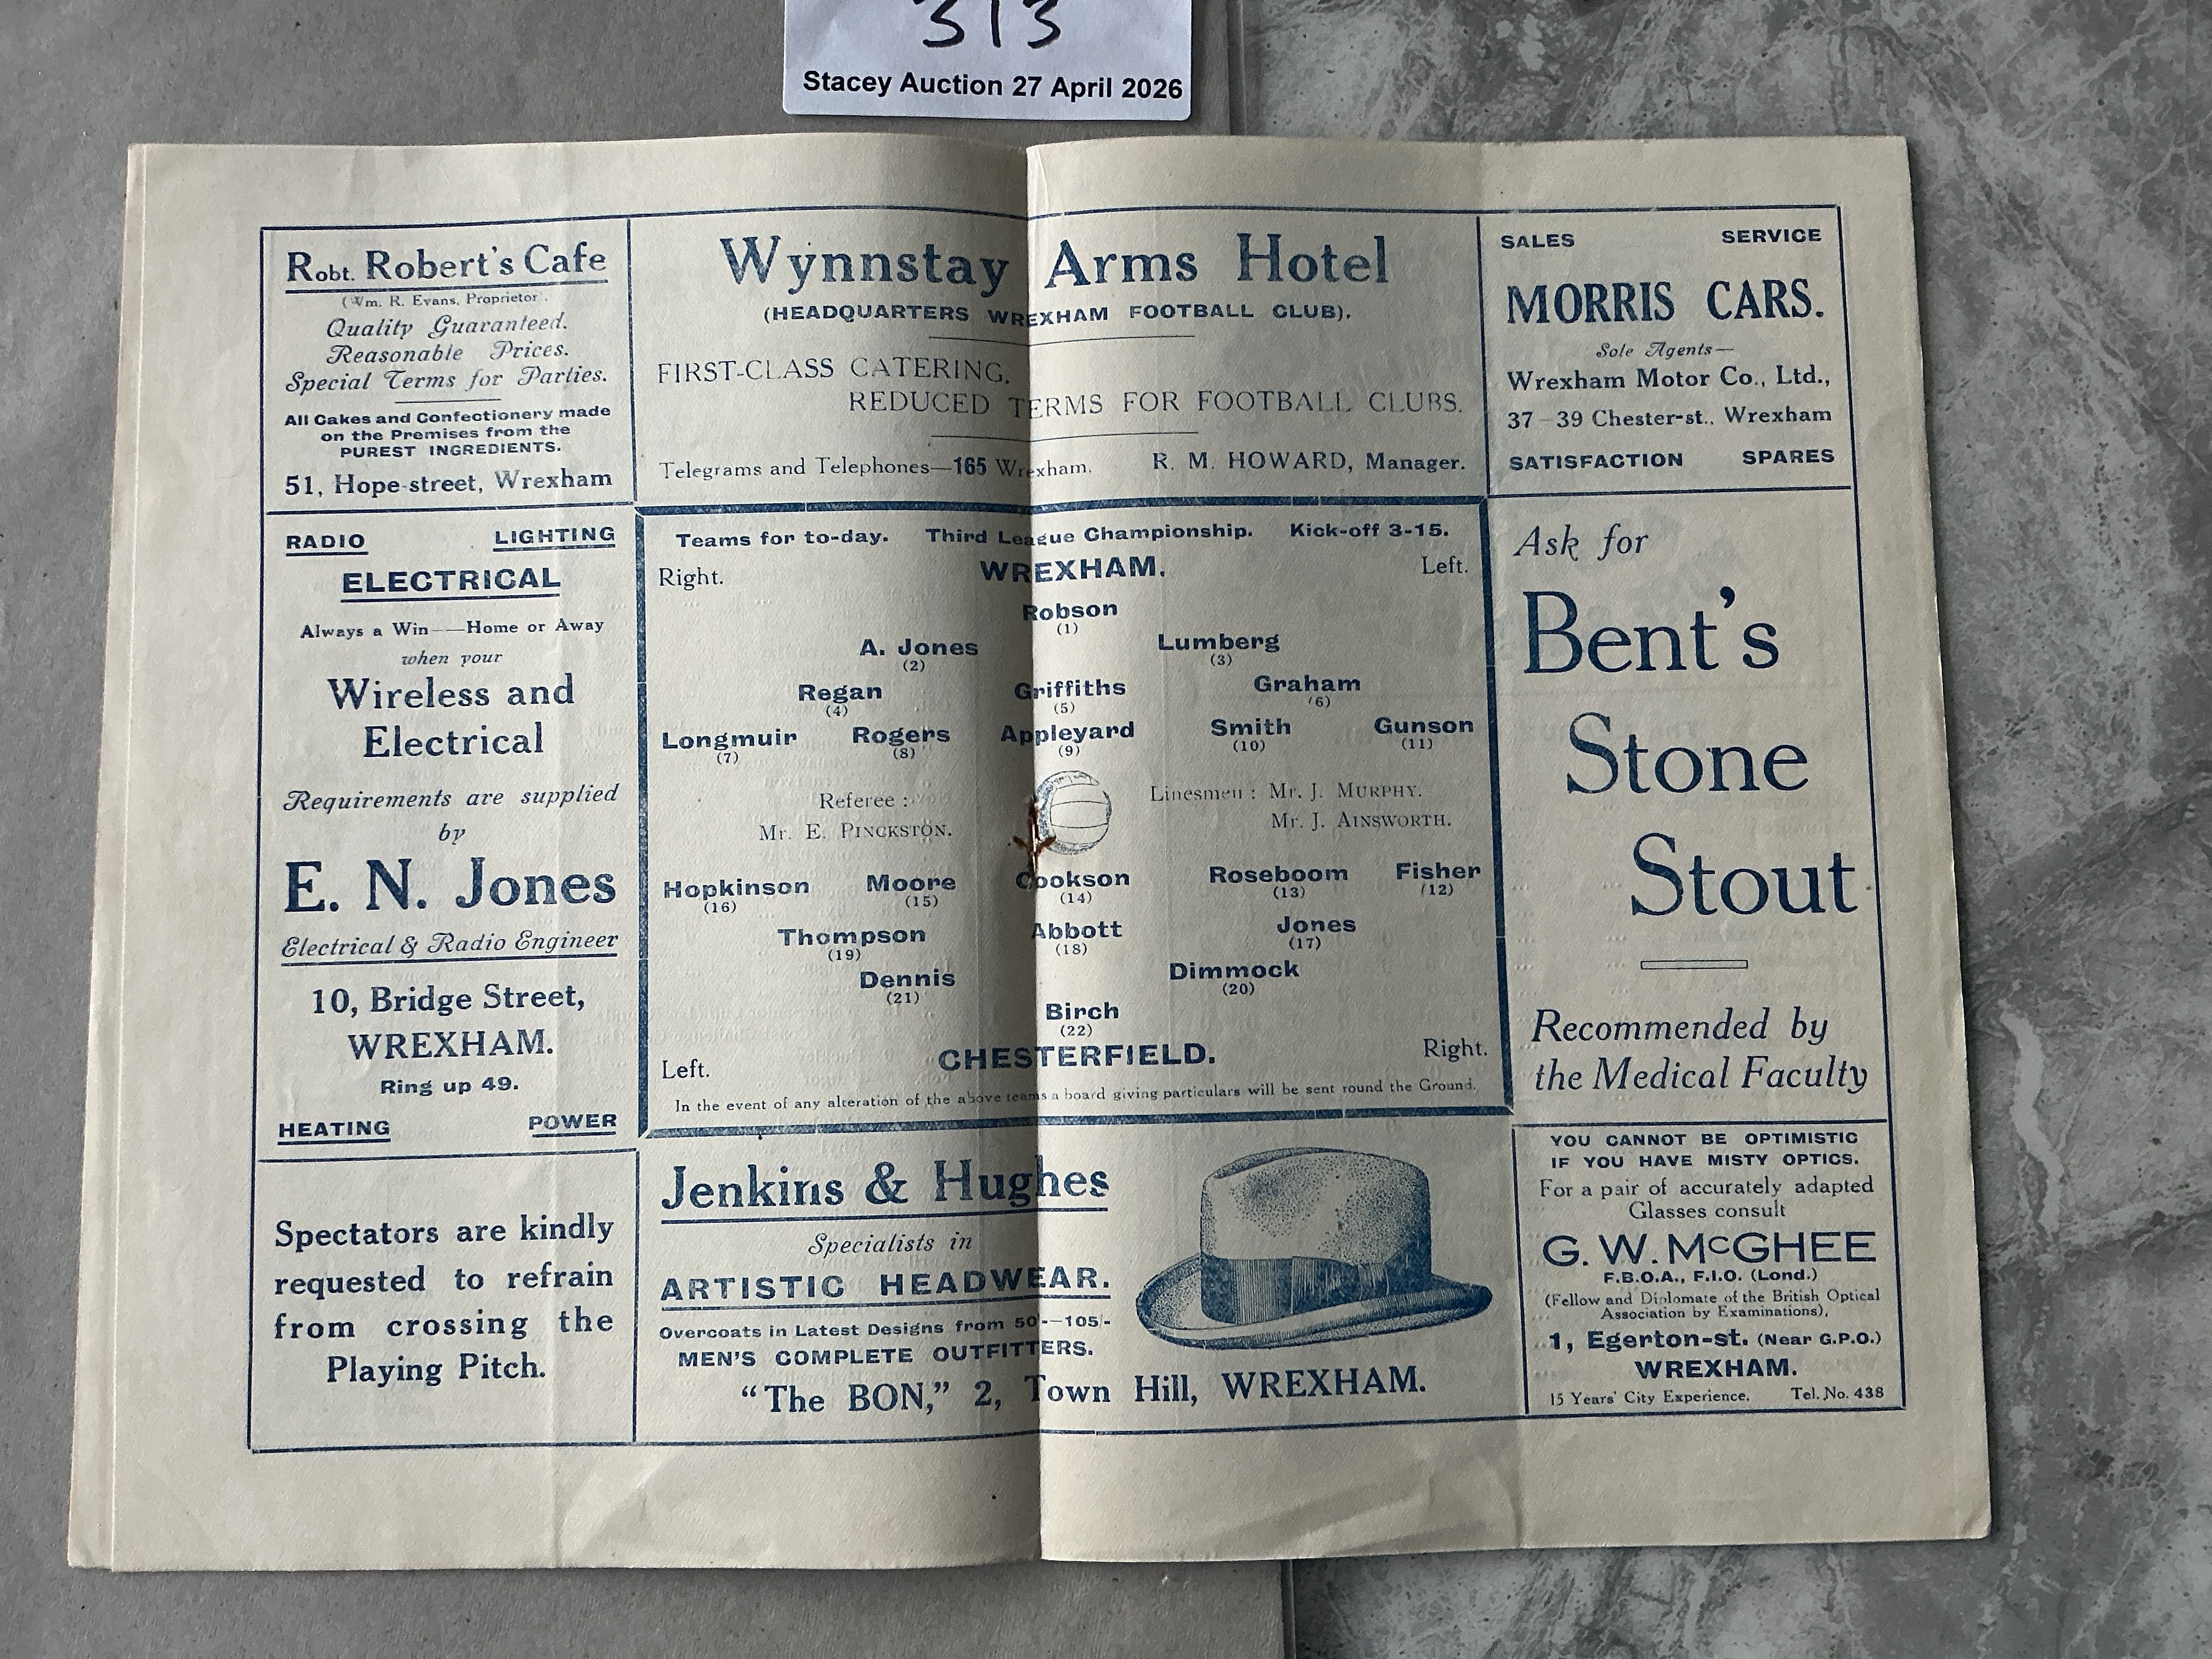 313
Stacey Auction 27 April 2026
Robt. Robert's Cafe
(Wm. R. Evans, Proprietor).
Quality Guaranteed.
Reasonable Prices.
Special Terms for Parties.
All Cakes and Confectionery made
on the Premises from the
PUREST INGREDIENTS.
51, Hope-street, Wrexham
Wynnstay Arms Hotel
(HEADQUARTERS WREXHAM FOOTBALL CLUB).
FIRST-CLASS CATERING.
REDUCED TERMS FOR FOOTBALL CLUBS.
Telegrams and Telephones—165 Wrexham. R. M. HOWARD, Manager.
SALES SERVICE
MORRIS CARS.
Sole Agents—
Wrexham Motor Co., Ltd.,
37-39 Chester-st., Wrexham
SATISFACTION SPARES
RADIO LIGHTING
ELECTRICAL
Always a Win——Home or Away
when your
Wireless and
Electrical
Requirements are supplied
by
E. N. Jones
Electrical & Radio Engineer
10, Bridge Street,
WREXHAM.
Ring up 49.
HEATING POWER
Teams for to-day. Third League Championship. Kick-off 3-15.
Right. WREXHAM. Left.
Robson
(1)
A. Jones Lumberg
(2) (3)
Regan Griffiths Graham
(4) (5) (6)
Longmuir Rogers Appleyard Smith Gunson
(7) (8) (9) (10) (11)
Referee : Linesmen : Mr. J. MURPHY.
Mr. E. PINCKSTON. Mr. J. AINSWORTH.
Hopkinson Moore Cookson Roseboom Fisher
(16) (15) (14) (13) (12)
Thompson Abbott Jones
(19) (18) (17)
Dennis Dimmock
(21) (20)
Birch
(22)
Left. CHESTERFIELD. Right.
In the event of any alteration of the above teams a board giving particulars will be sent round the Ground.
Ask for
Bent's
Stone
Stout
Recommended by
the Medical Faculty
Spectators are kindly
requested to refrain
from crossing the
Playing Pitch.
Jenkins & Hughes
Specialists in
ARTISTIC HEADWEAR.
Overcoats in Latest Designs from 50/-—105/-
MEN'S COMPLETE OUTFITTERS.
"The BON," 2, Town Hill, WREXHAM.
YOU CANNOT BE OPTIMISTIC
IF YOU HAVE MISTY OPTICS.
For a pair of accurately adapted
Glasses consult
G. W. McGHEE
F.B.O.A., F.I.O. (Lond.)
(Fellow and Diplomate of the British Optical
Association by Examinations),
1, Egerton-st. (Near G.P.O.)
WREXHAM.
15 Years' City Experience. Tel. No. 438